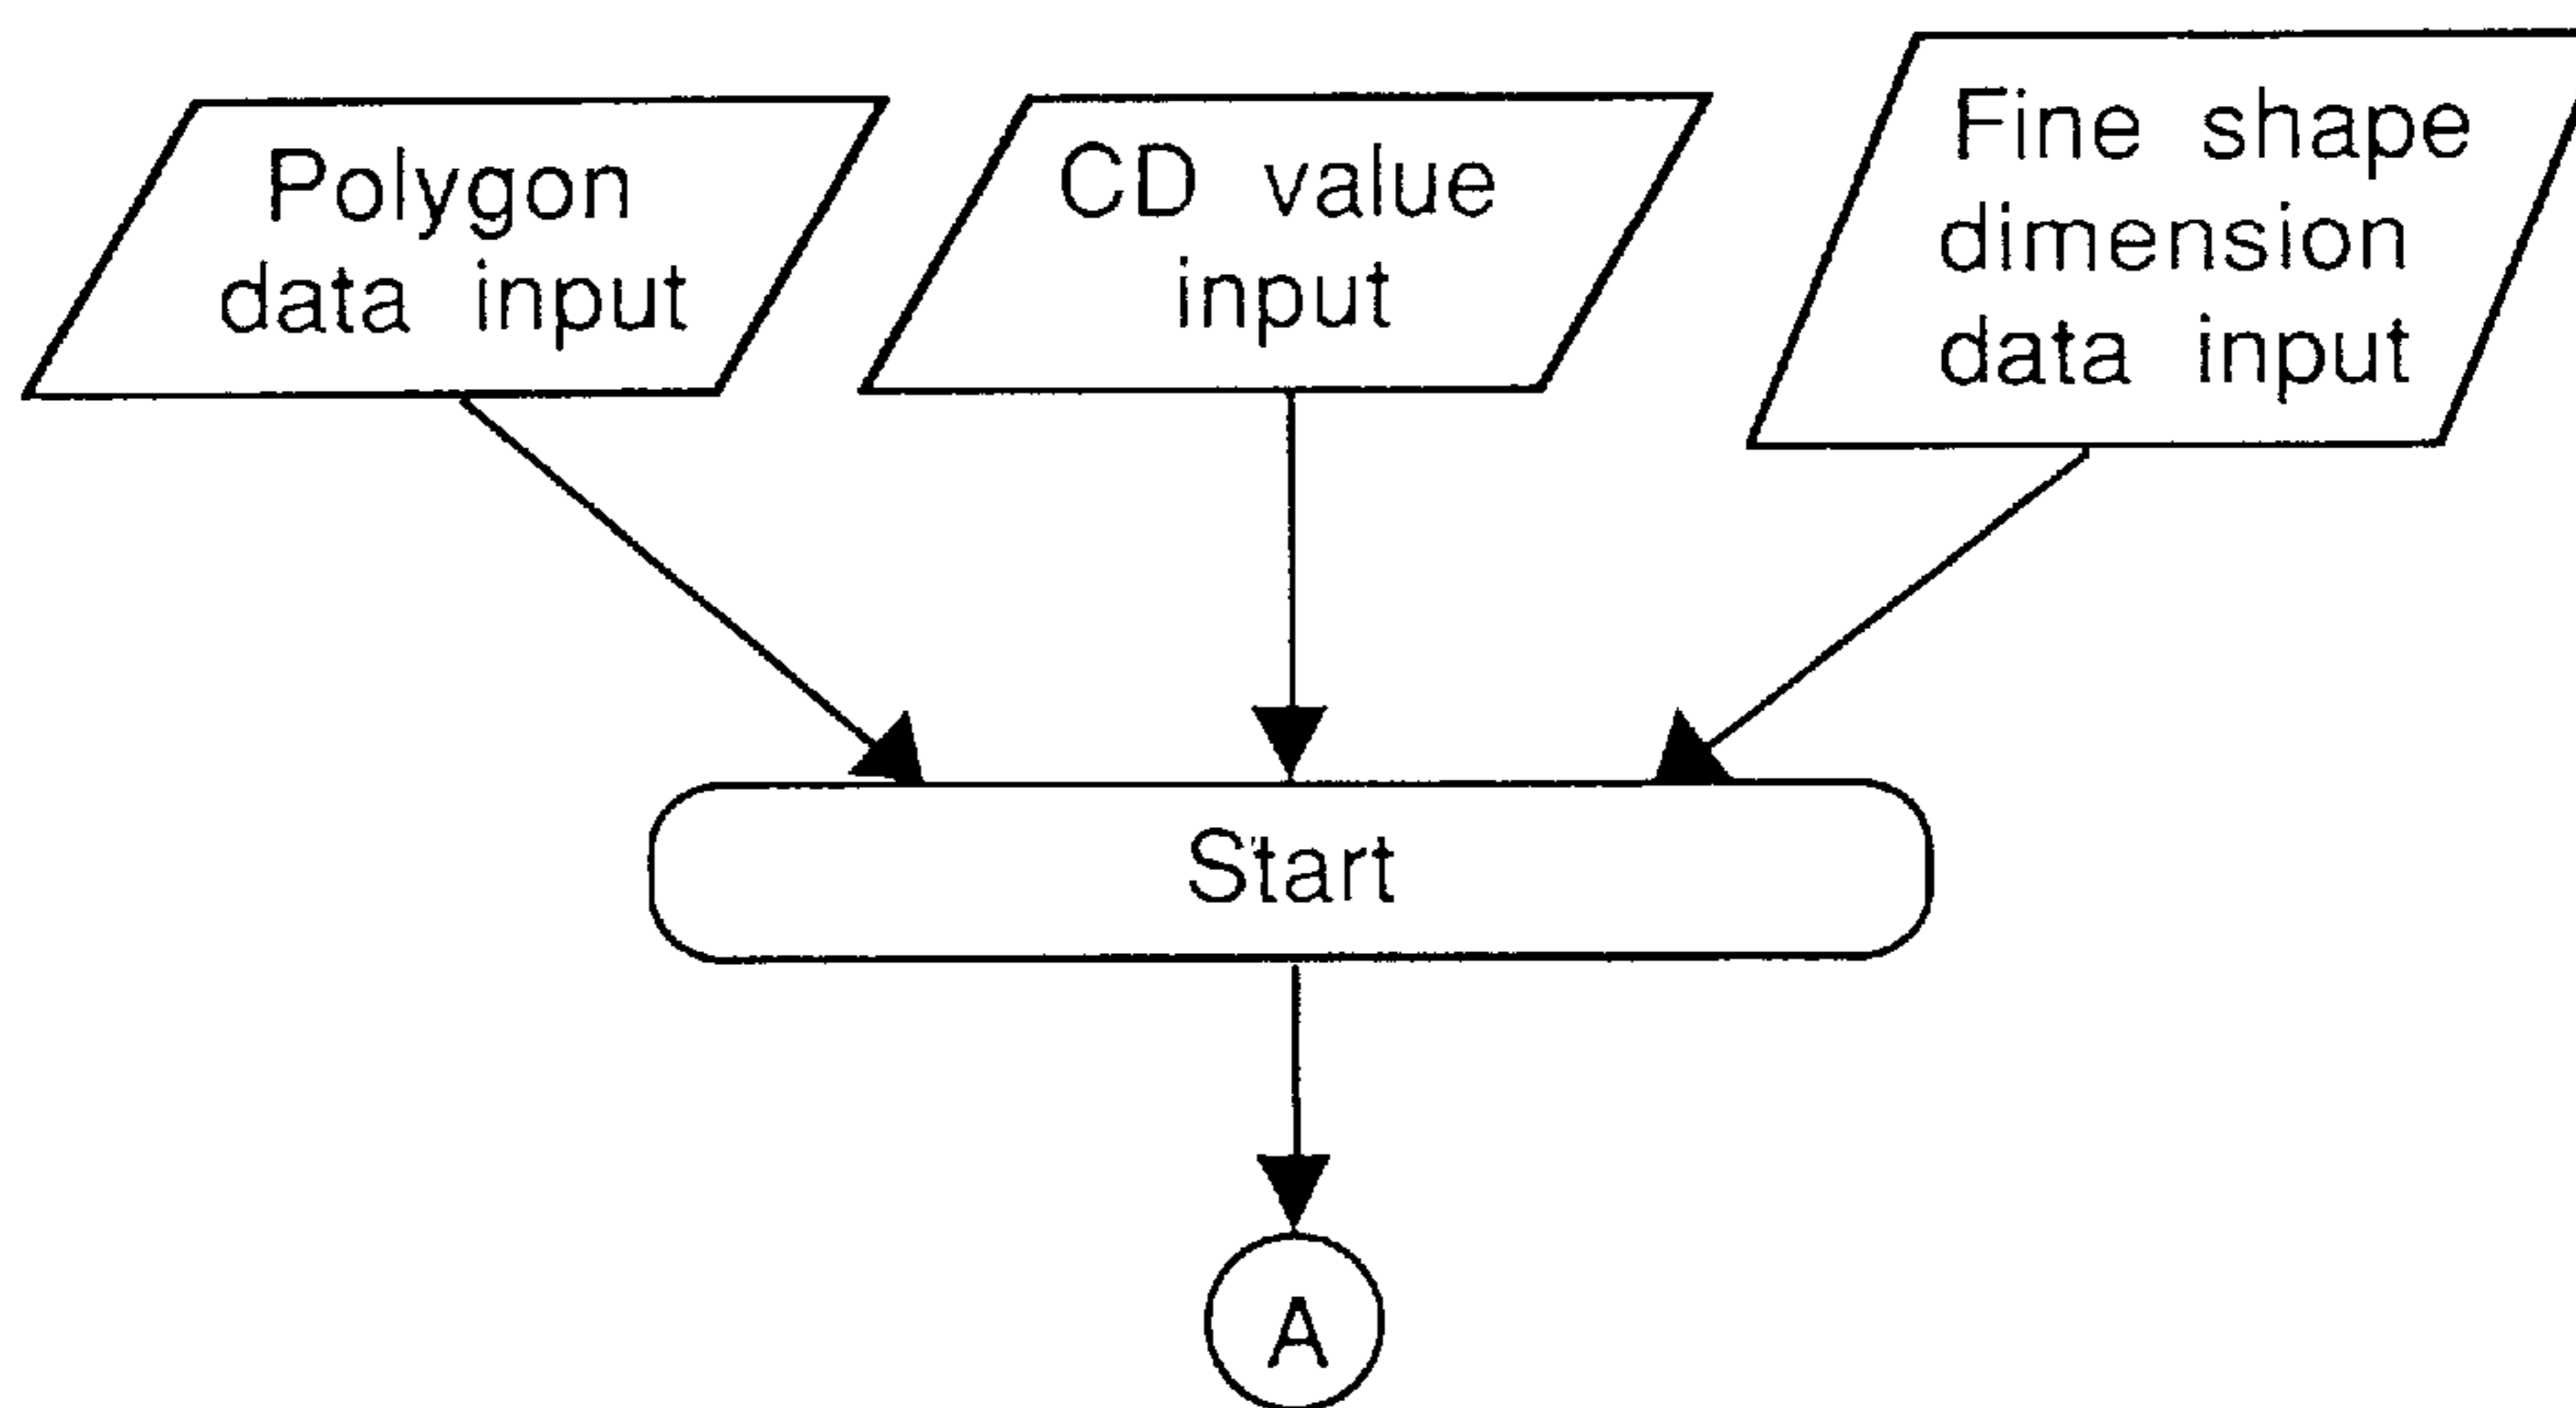 Polygon
data input
CD value
input
Fine shape
dimension
data input
Start
A